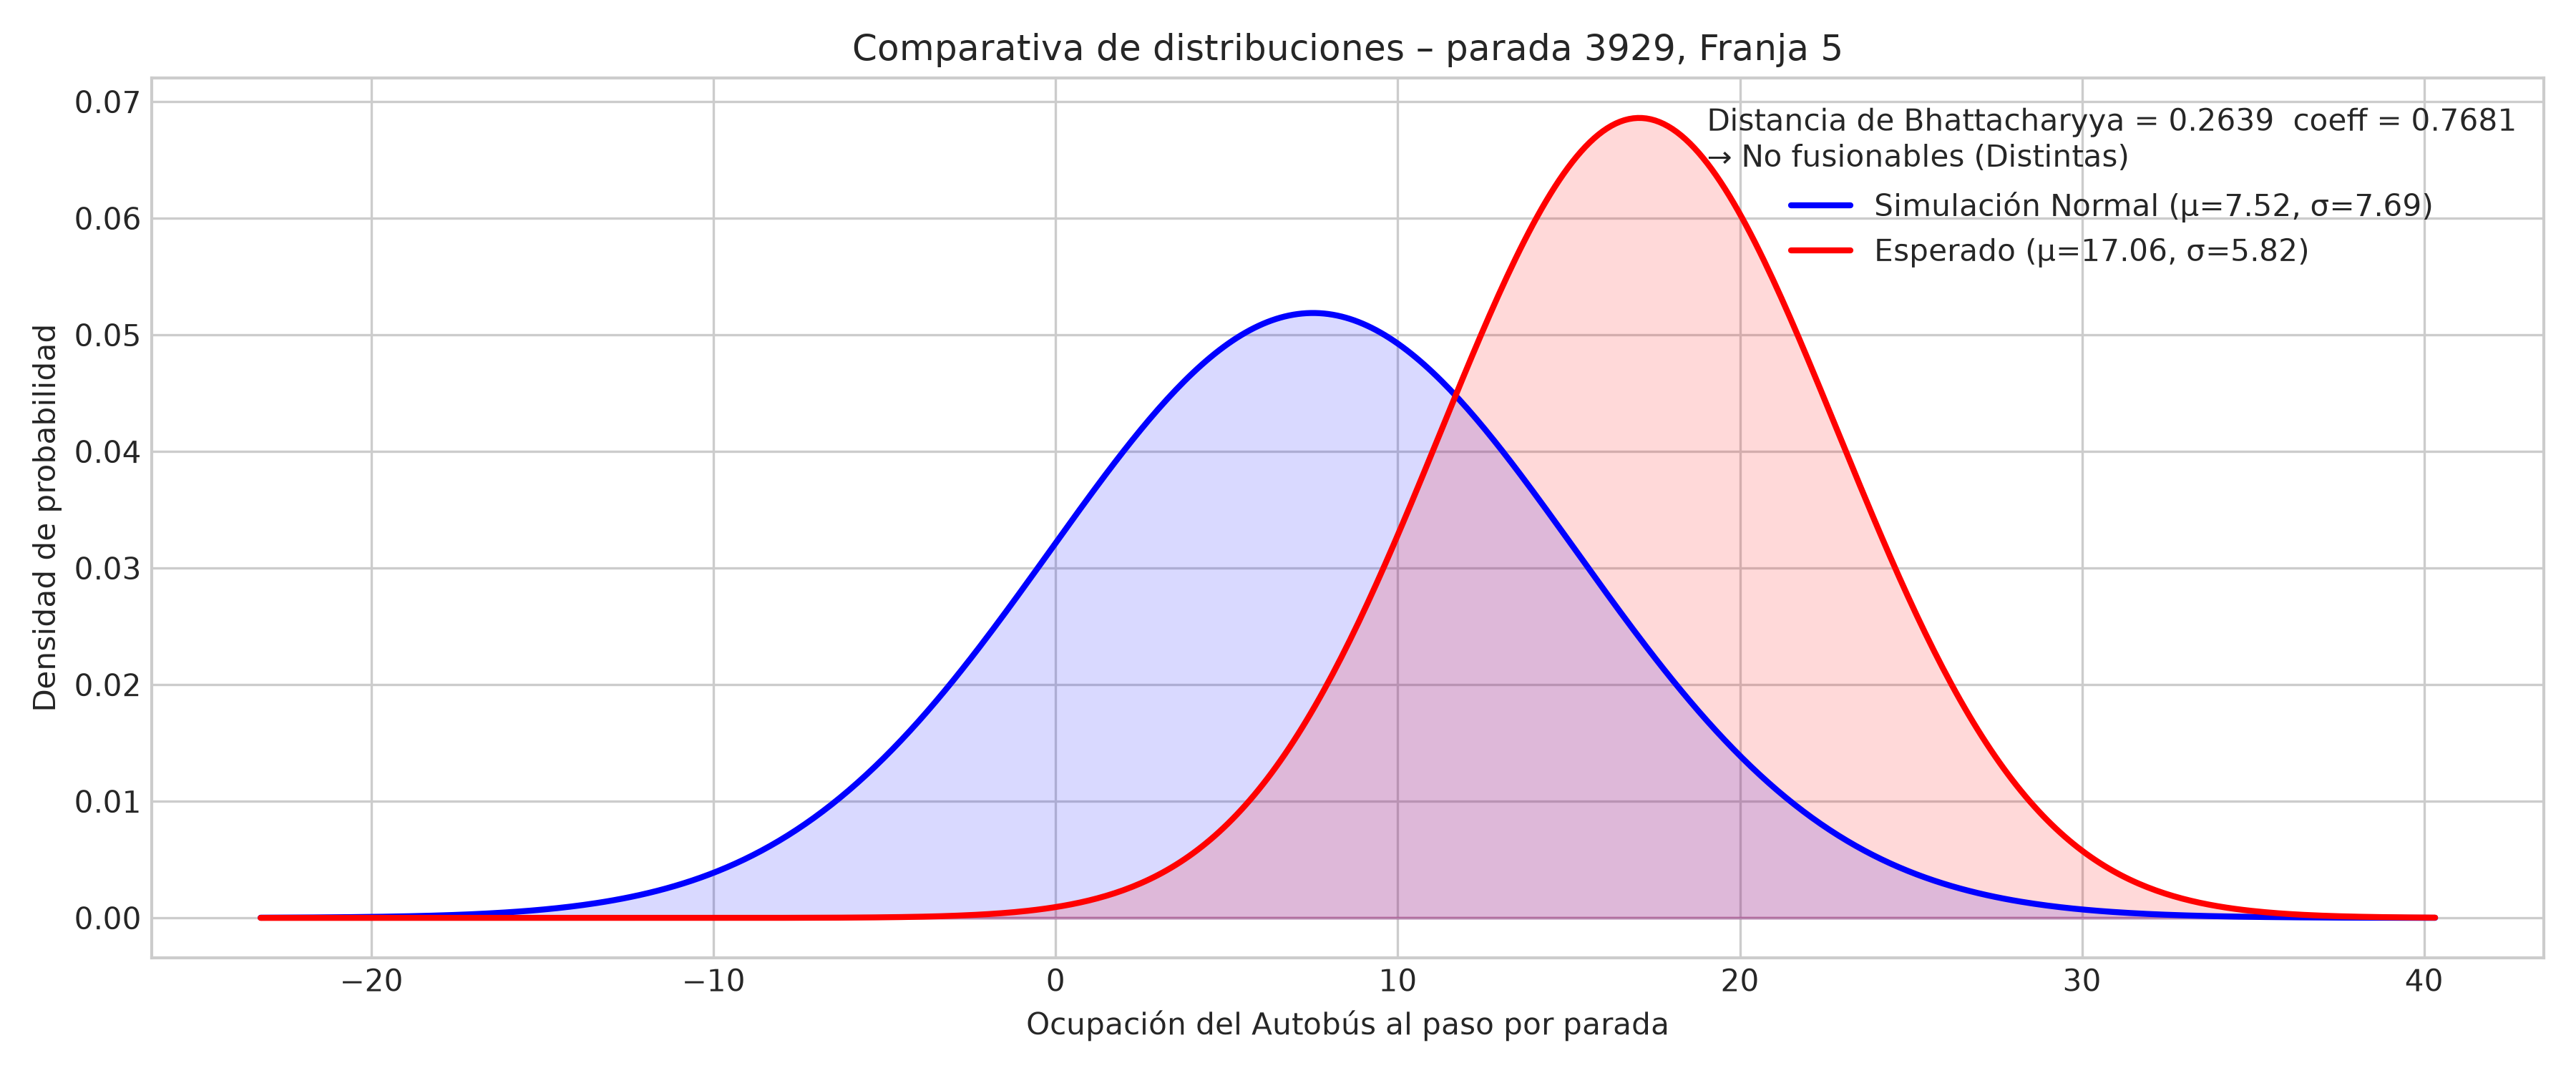 Comparativa de distribuciones – parada 3929, Franja 5
Distancia de Bhattacharyya = 0.2639  coeff = 0.7681
→ No fusionables (Distintas)
Simulación Normal (μ=7.52, σ=7.69)
Esperado (μ=17.06, σ=5.82)
Densidad de probabilidad
0.07
0.06
0.05
0.04
0.03
0.02
0.01
0.00
−20
−10
0
10
20
30
40
Ocupación del Autobús al paso por parada